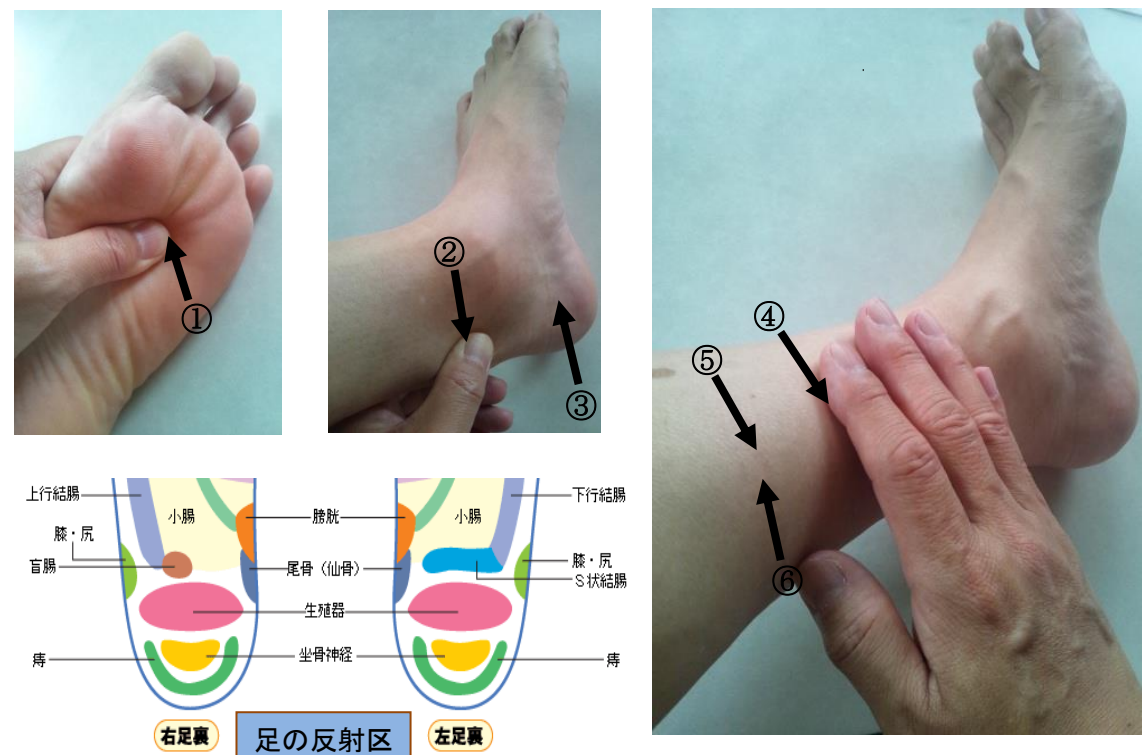 ①
②
③
④
⑤
⑥
上行結腸
小腸
膝・尻
盲腸
膀胱
尾骨（仙骨）
生殖器
坐骨神経
痔
小腸
下行結腸
膝・尻
S状結腸
痔
右足裏
足の反射区
左足裏